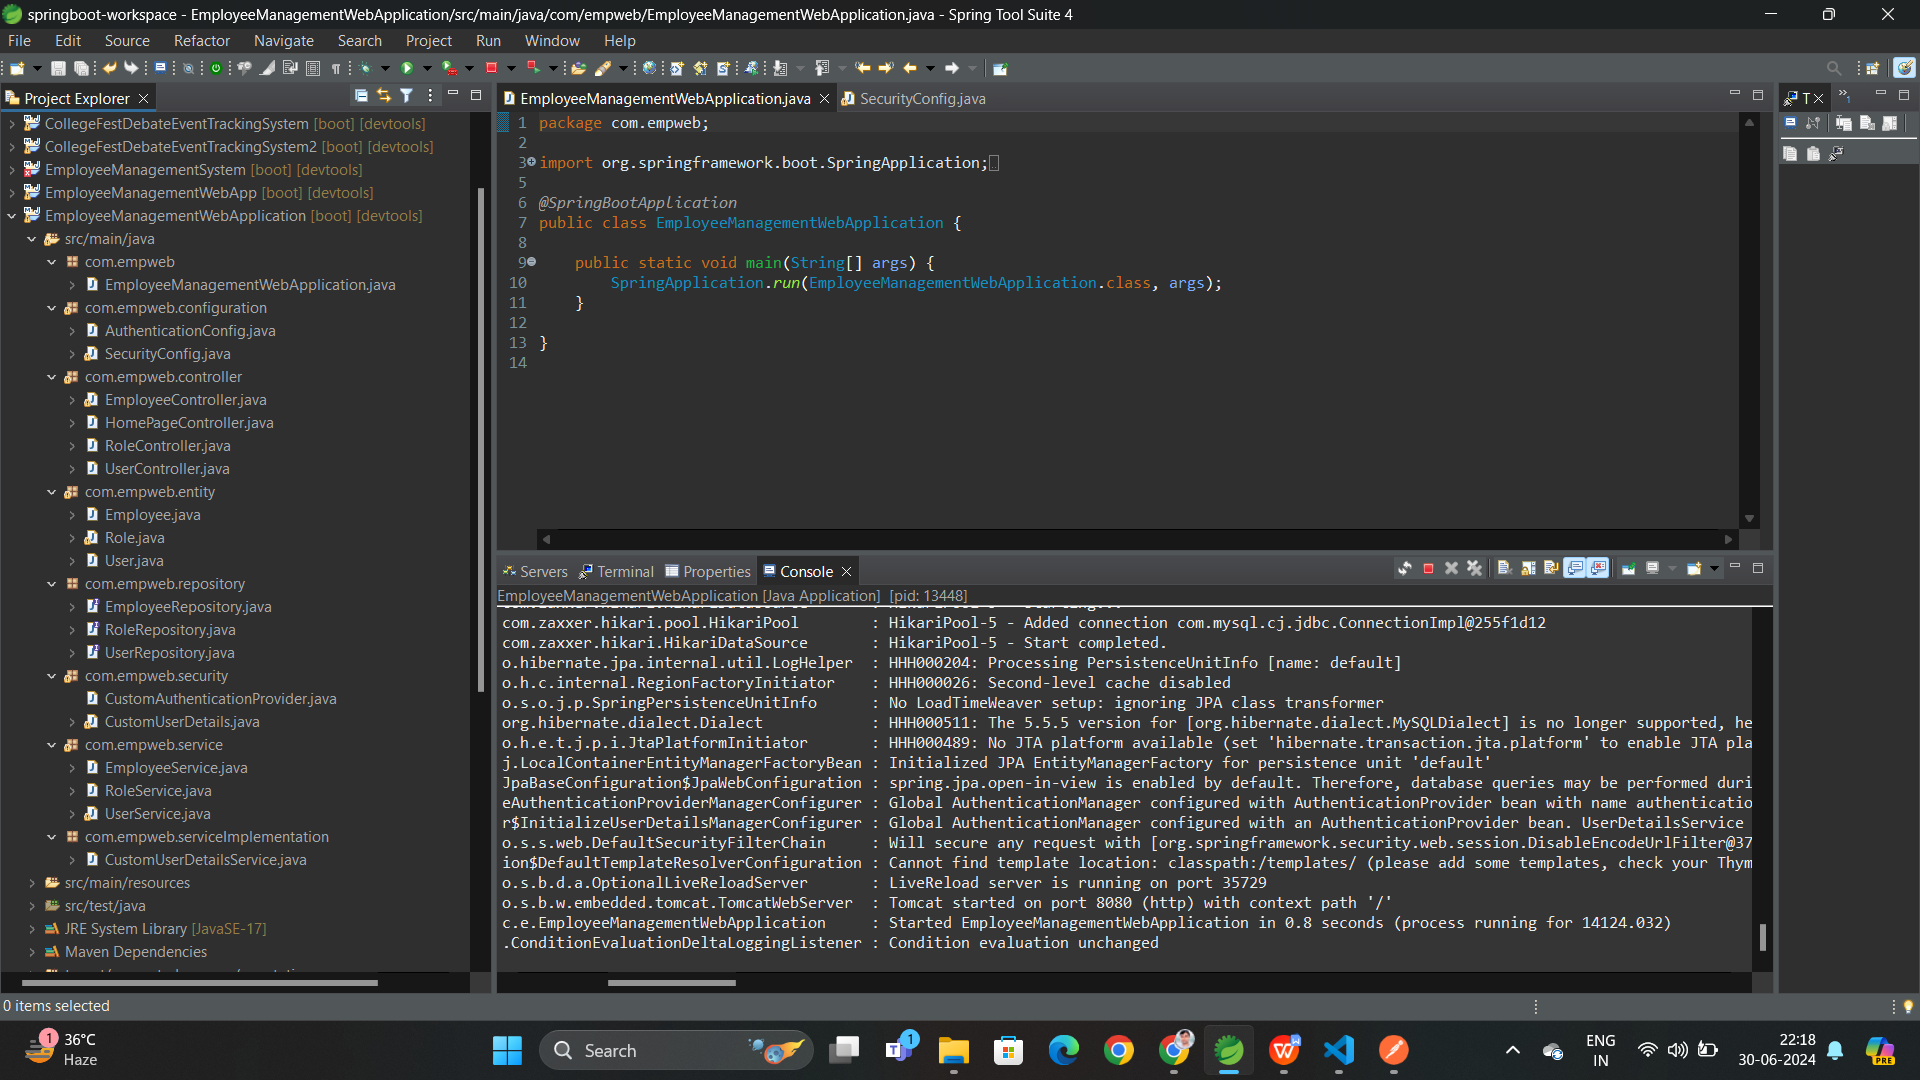 springboot-workspace - EmployeeManagementWebApplication/src/main/java/com/empweb/EmployeeManagementWebApplication.java - Spring Tool Suite 4
File Edit Source Refactor Navigate Search Project Run Window Help
Project Explorer
CollegeFestDebateEventTrackingSystem [boot] [devtools]
CollegeFestDebateEventTrackingSystem2 [boot] [devtools]
EmployeeManagementSystem [boot] [devtools]
EmployeeManagementWebApp [boot] [devtools]
EmployeeManagementWebApplication [boot] [devtools]
src/main/java
com.empweb
EmployeeManagementWebApplication.java
com.empweb.configuration
AuthenticationConfig.java
SecurityConfig.java
com.empweb.controller
EmployeeController.java
HomePageController.java
RoleController.java
UserController.java
com.empweb.entity
Employee.java
Role.java
User.java
com.empweb.repository
EmployeeRepository.java
RoleRepository.java
UserRepository.java
com.empweb.security
CustomAuthenticationProvider.java
CustomUserDetails.java
com.empweb.service
EmployeeService.java
RoleService.java
UserService.java
com.empweb.serviceImplementation
CustomUserDetailsService.java
src/main/resources
src/test/java
JRE System Library [JavaSE-17]
Maven Dependencies
EmployeeManagementWebApplication.java SecurityConfig.java
1 package com.empweb;
2
3 import org.springframework.boot.SpringApplication;
5
6 @SpringBootApplication
7 public class EmployeeManagementWebApplication {
8
9 public static void main(String[] args) {
10 SpringApplication.run(EmployeeManagementWebApplication.class, args);
11 }
12
13 }
14
T
1
Servers Terminal Properties Console
EmployeeManagementWebApplication [Java Application] [pid: 13448]
com.zaxxer.hikari.pool.HikariPool : HikariPool-5 - Added connection com.mysql.cj.jdbc.ConnectionImpl@255f1d12
com.zaxxer.hikari.HikariDataSource : HikariPool-5 - Start completed.
o.hibernate.jpa.internal.util.LogHelper : HHH000204: Processing PersistenceUnitInfo [name: default]
o.h.c.internal.RegionFactoryInitiator : HHH000026: Second-level cache disabled
o.s.o.j.p.SpringPersistenceUnitInfo : No LoadTimeWeaver setup: ignoring JPA class transformer
org.hibernate.dialect.Dialect : HHH000511: The 5.5.5 version for [org.hibernate.dialect.MySQLDialect] is no longer supported, he
o.h.e.t.j.p.i.JtaPlatformInitiator : HHH000489: No JTA platform available (set 'hibernate.transaction.jta.platform' to enable JTA pla
j.LocalContainerEntityManagerFactoryBean : Initialized JPA EntityManagerFactory for persistence unit 'default'
JpaBaseConfiguration$JpaWebConfiguration : spring.jpa.open-in-view is enabled by default. Therefore, database queries may be performed duri
eAuthenticationProviderManagerConfigurer : Global AuthenticationManager configured with AuthenticationProvider bean with name authenticatio
r$InitializeUserDetailsManagerConfigurer : Global AuthenticationManager configured with an AuthenticationProvider bean. UserDetailsService
o.s.s.web.DefaultSecurityFilterChain : Will secure any request with [org.springframework.security.web.session.DisableEncodeUrlFilter@37
ion$DefaultTemplateResolverConfiguration : Cannot find template location: classpath:/templates/ (please add some templates, check your Thym
o.s.b.d.a.OptionalLiveReloadServer : LiveReload server is running on port 35729
o.s.b.w.embedded.tomcat.TomcatWebServer : Tomcat started on port 8080 (http) with context path '/'
c.e.EmployeeManagementWebApplication : Started EmployeeManagementWebApplication in 0.8 seconds (process running for 14124.032)
.ConditionEvaluationDeltaLoggingListener : Condition evaluation unchanged
0 items selected
1
36°C
Haze
Search
1
ENG
IN
22:18
30-06-2024
PRE